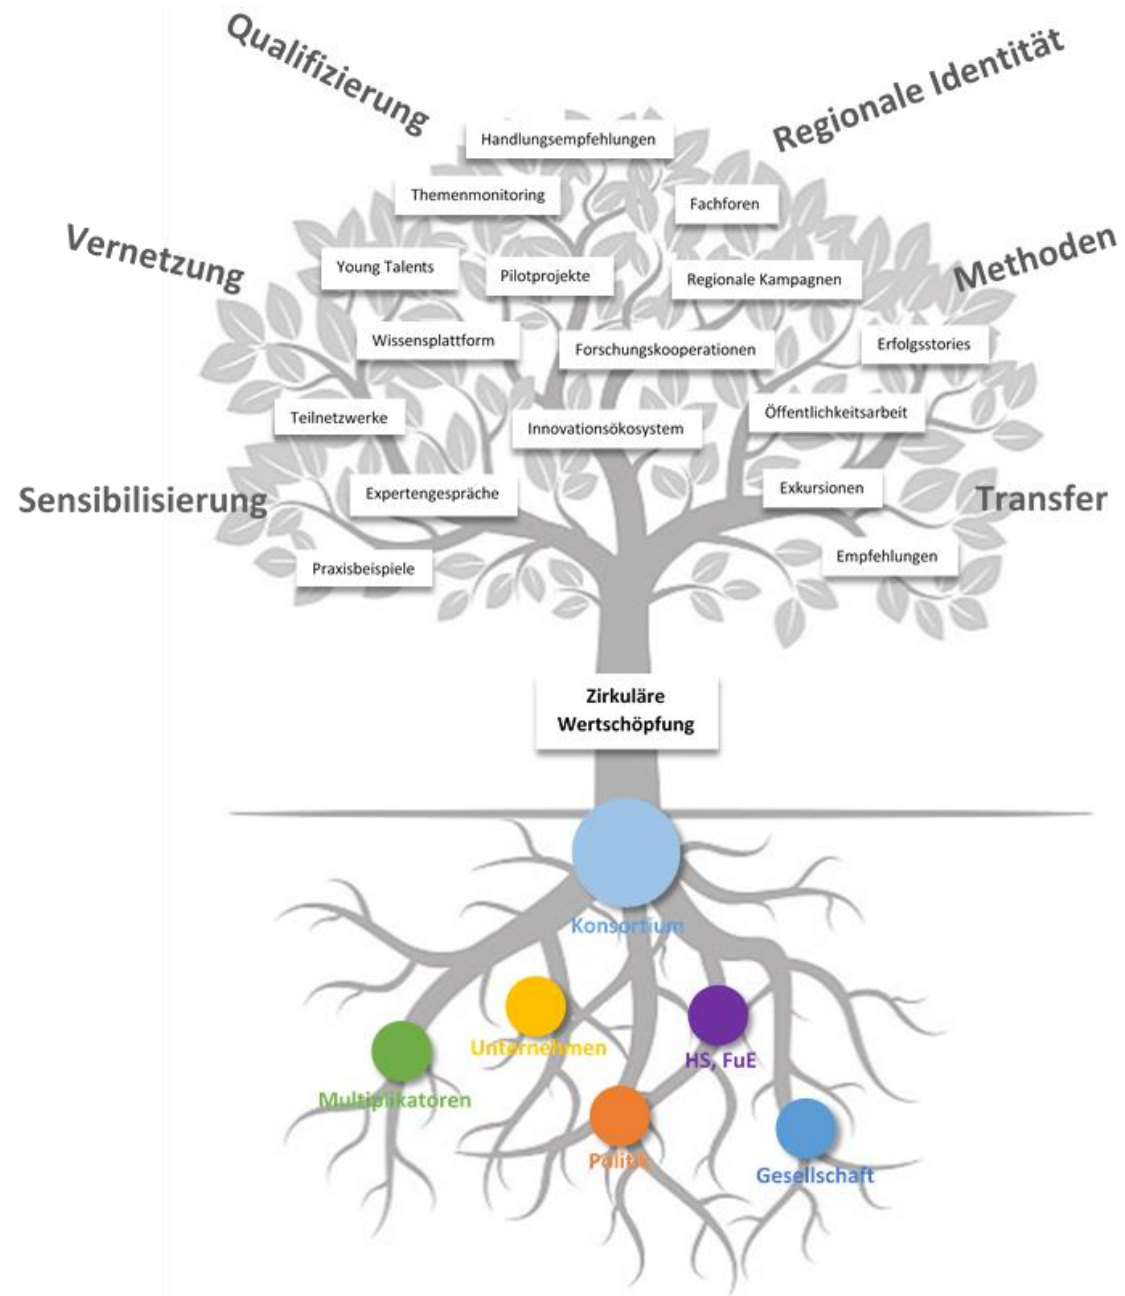 Qualifizierung
Regionale Identität
Handlungsempfehlungen
Themenmonitoring
Fachforen
Vernetzung
Methoden
Young Talents
Pilotprojekte
Regionale Kampagnen
Wissensplattform
Forschungskooperationen
Erfolgsstories
Teilnetzwerke
Innovationsökosystem
Öffentlichkeitsarbeit
Sensibilisierung
Expertengespräche
Exkursionen
Transfer
Praxisbeispiele
Empfehlungen
Zirkuläre
Wertschöpfung
Konsortium
Unternehmen
HS, FuE
Multiplikatoren
Politik
Gesellschaft